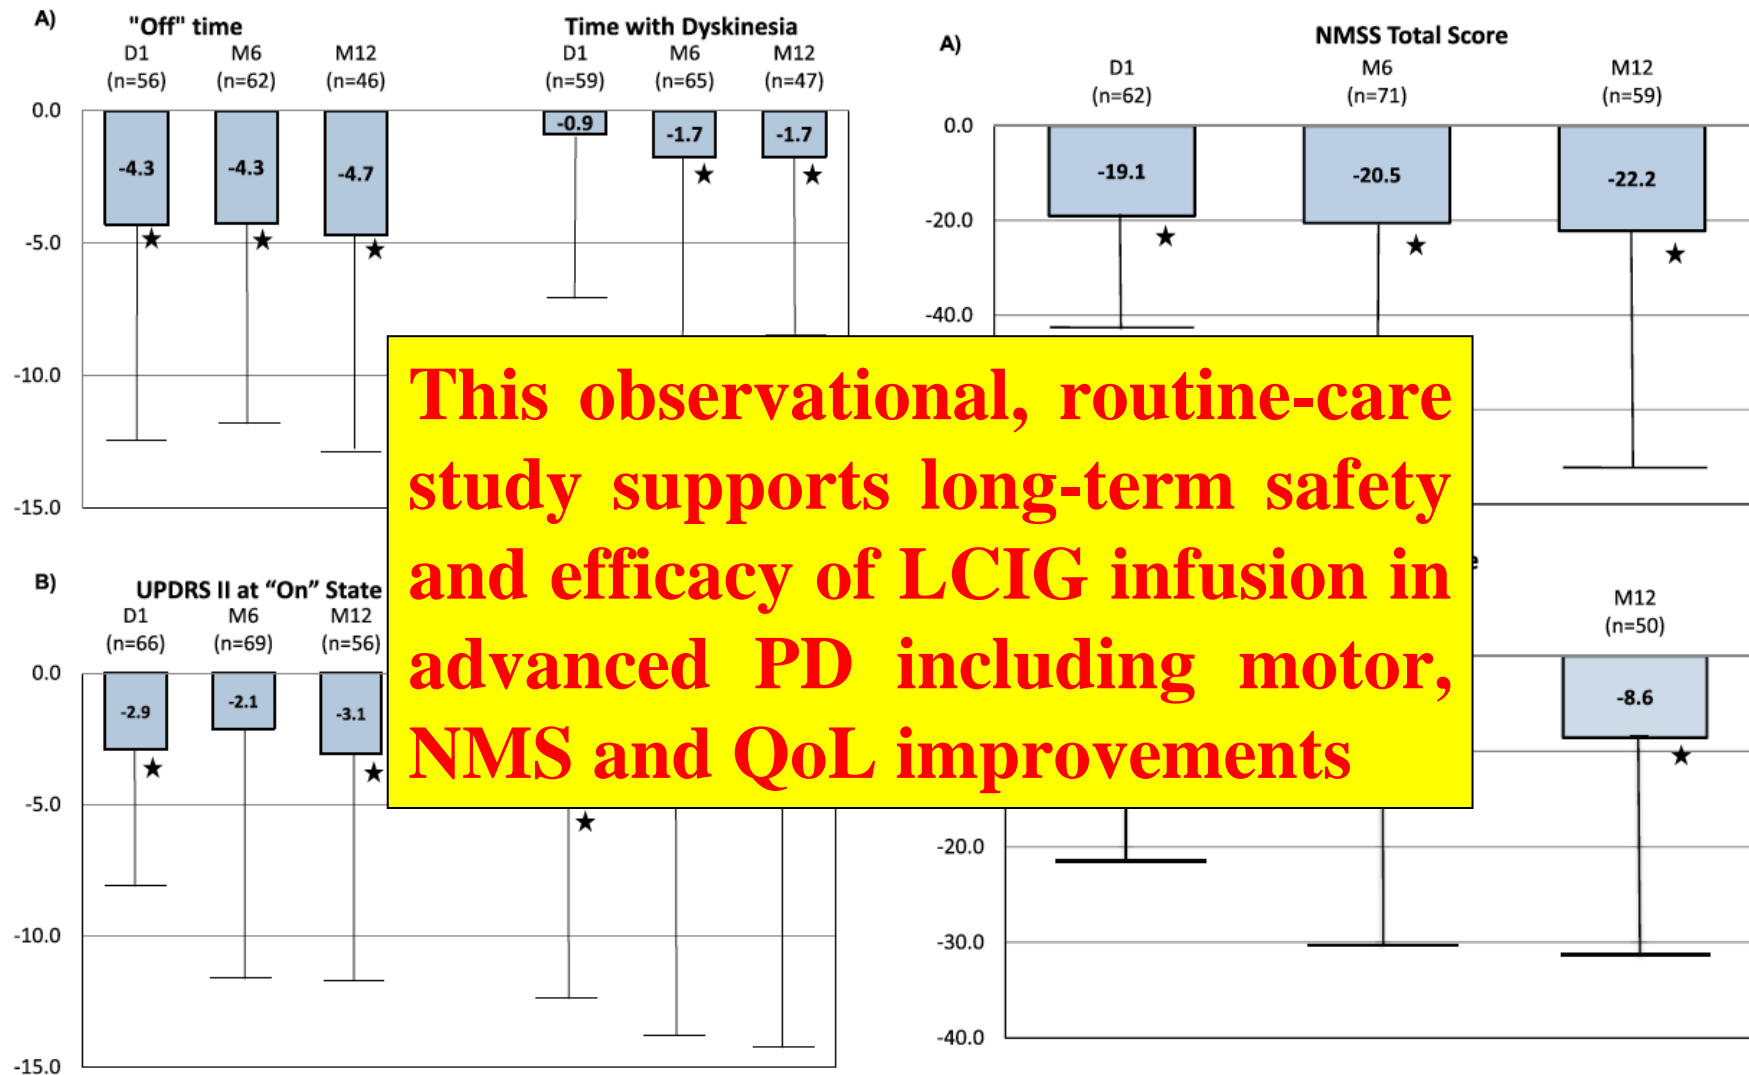 A)
"Off" time
D1 M6 M12
(n=56) (n=62) (n=46)
Time with Dyskinesia
D1 M6 M12
(n=59) (n=65) (n=47)
0.0
-4.3 -4.3 -4.7
-0.9 -1.7 -1.7
★ ★ ★ ★ ★
-5.0
-10.0
-15.0
A)
NMSS Total Score
D1 M6 M12
(n=62) (n=71) (n=59)
0.0
-19.1 -20.5 -22.2
-20.0
★ ★ ★
-40.0
This observational, routine-care
study supports long-term safety
and efficacy of LCIG infusion in
advanced PD including motor,
NMS and QoL improvements
B)
UPDRS II at “On” State
D1 M6 M12
(n=66) (n=69) (n=56)
0.0
-2.9 -2.1 -3.1
★ ★
-5.0
★
-10.0
-15.0
M12
(n=50)
-8.6
★
-20.0
-30.0
-40.0